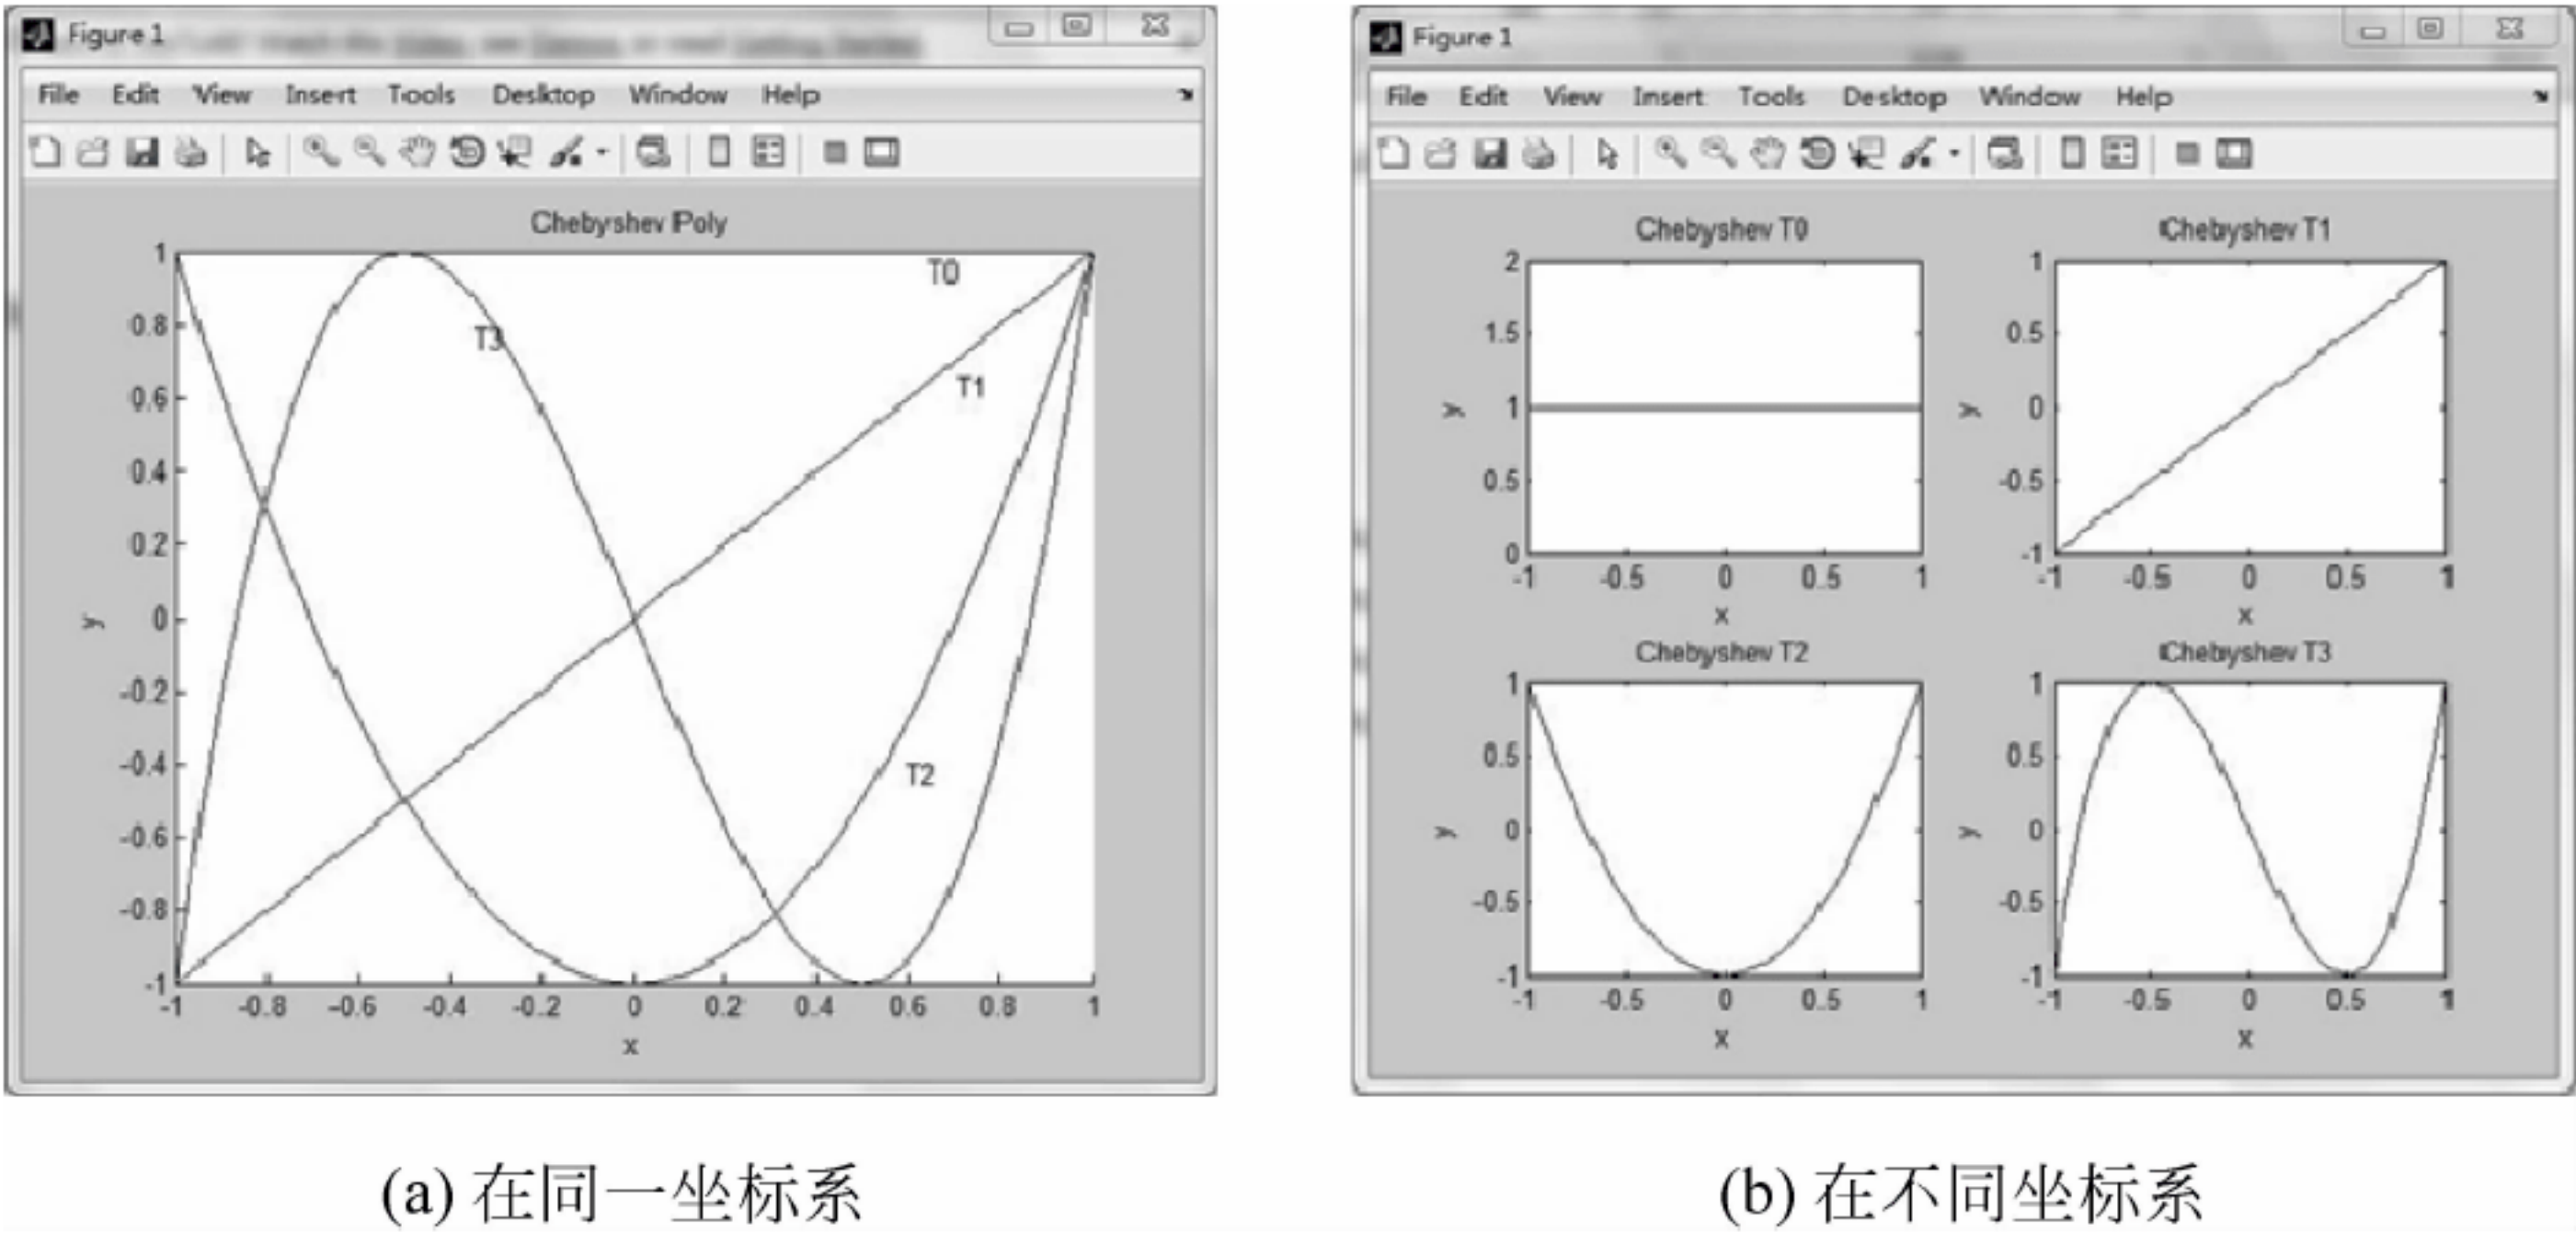 Figure 1
File Edit View Insert Tools Desktop Window Help
Chebyshev Poly
1
0.8
0.6
0.4
0.2
0
-0.2
-0.4
-0.6
-0.8
-1
y
T0
T3
T1
T2
-1 -0.8 -0.6 -0.4 -0.2 0 0.2 0.4 0.6 0.8 1
x
(a) 在同一坐标系
Figure 1
File Edit View Insert Tools Desktop Window Help
Chebyshev T0
2
1.5
1
0.5
0
y
-1 -0.5 0 0.5 1
x
Chebyshev T1
1
0.5
0
-0.5
-1
y
-1 -0.5 0 0.5 1
x
Chebyshev T2
1
0.5
0
-0.5
-1
y
-1 -0.5 0 0.5 1
x
Chebyshev T3
1
0.5
0
-0.5
-1
y
-1 -0.5 0 0.5 1
x
(b) 在不同坐标系